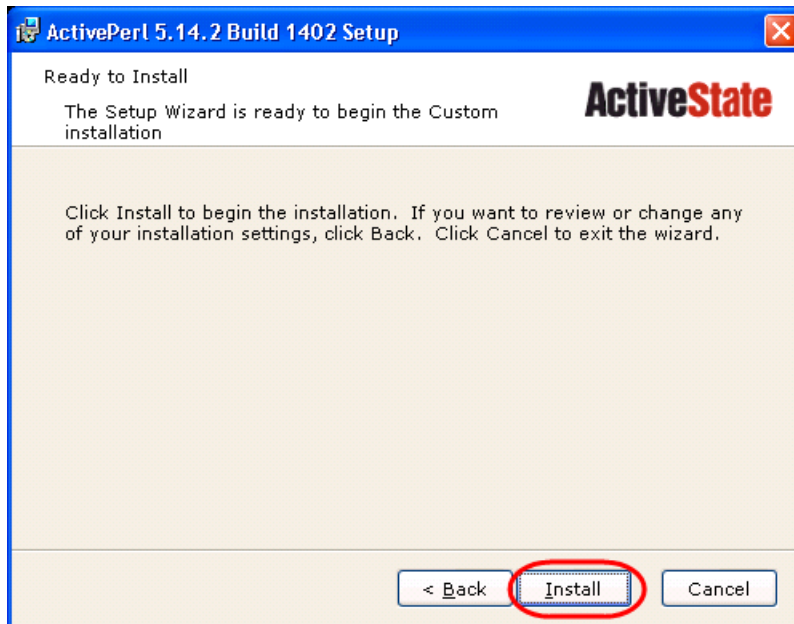 ActivePerl 5.14.2 Build 1402 Setup
Ready to Install
The Setup Wizard is ready to begin the Custom
installation
ActiveState
Click Install to begin the installation. If you want to review or change any
of your installation settings, click Back. Click Cancel to exit the wizard.
< Back
Install
Cancel